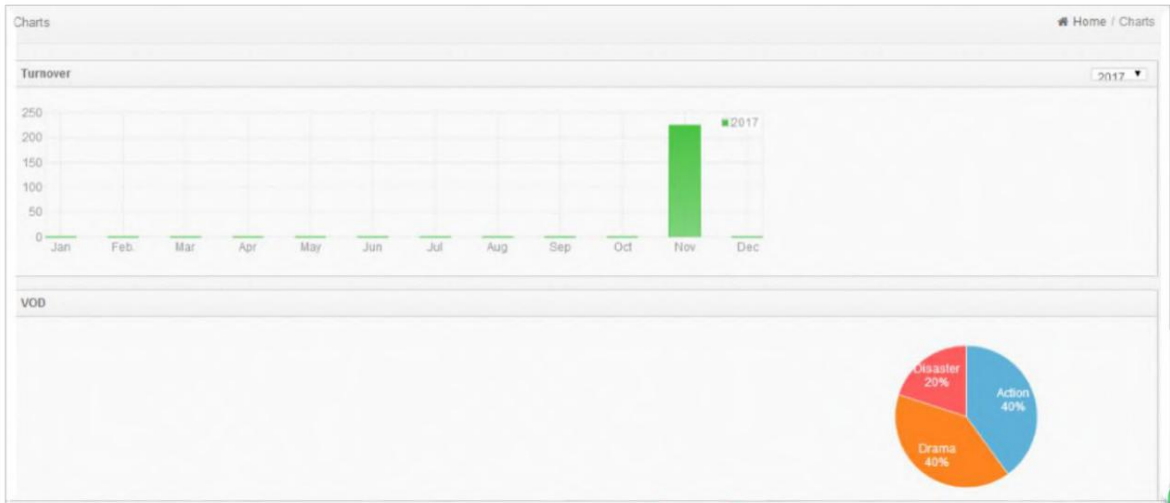 Charts
Home / Charts
Turnover
2017
250
200
150
100
50
0
2017
Jan Feb. Mar Apr May Jun Jul Aug Sep Oct Nov Dec
VOD
Disaster
20%
Action
40%
Drama
40%